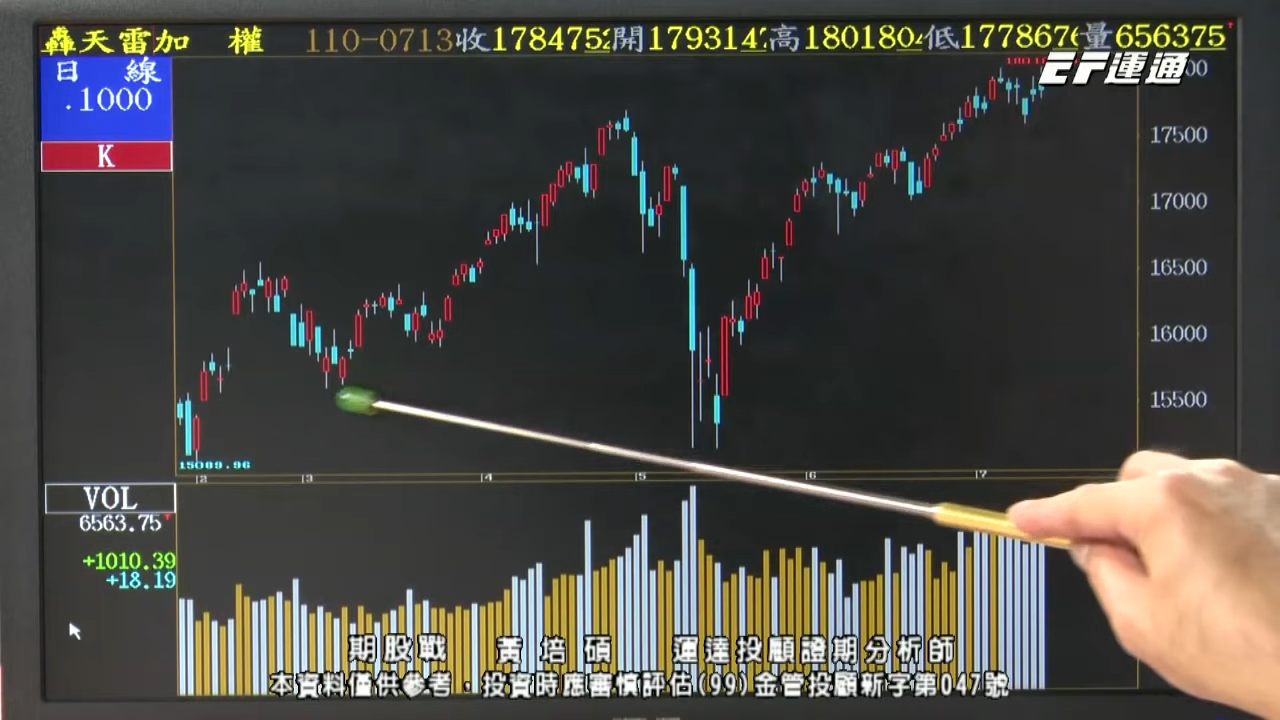 轟天雷加 權 110-0713收1784752開1793147高1801804低1778676量656375
日 線
.1000
EF運通
K
17500
17000
16500
16000
15500
15089.96
2 3 4 5 6 7
VOL
6563.75
+1010.39
+18.19
期股戰 黃培碩 運達投顧證期分析師
本資料僅供參考，投資時應審慎評估(99)金管投顧新字第047號